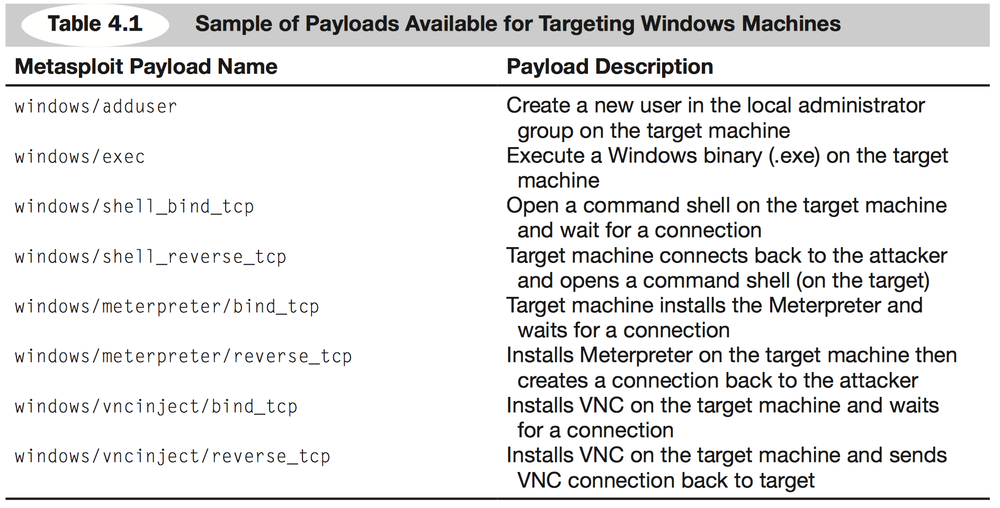 Table 4.1 Sample of Payloads Available for Targeting Windows Machines
Metasploit Payload Name Payload Description
windows/adduser Create a new user in the local administrator
group on the target machine
windows/exec Execute a Windows binary (.exe) on the target
machine
windows/shell_bind_tcp Open a command shell on the target machine
and wait for a connection
windows/shell_reverse_tcp Target machine connects back to the attacker
and opens a command shell (on the target)
windows/meterpreter/bind_tcp Target machine installs the Meterpreter and
waits for a connection
windows/meterpreter/reverse_tcp Installs Meterpreter on the target machine then
creates a connection back to the attacker
windows/vncinject/bind_tcp Installs VNC on the target machine and waits
for a connection
windows/vncinject/reverse_tcp Installs VNC on the target machine and sends
VNC connection back to target